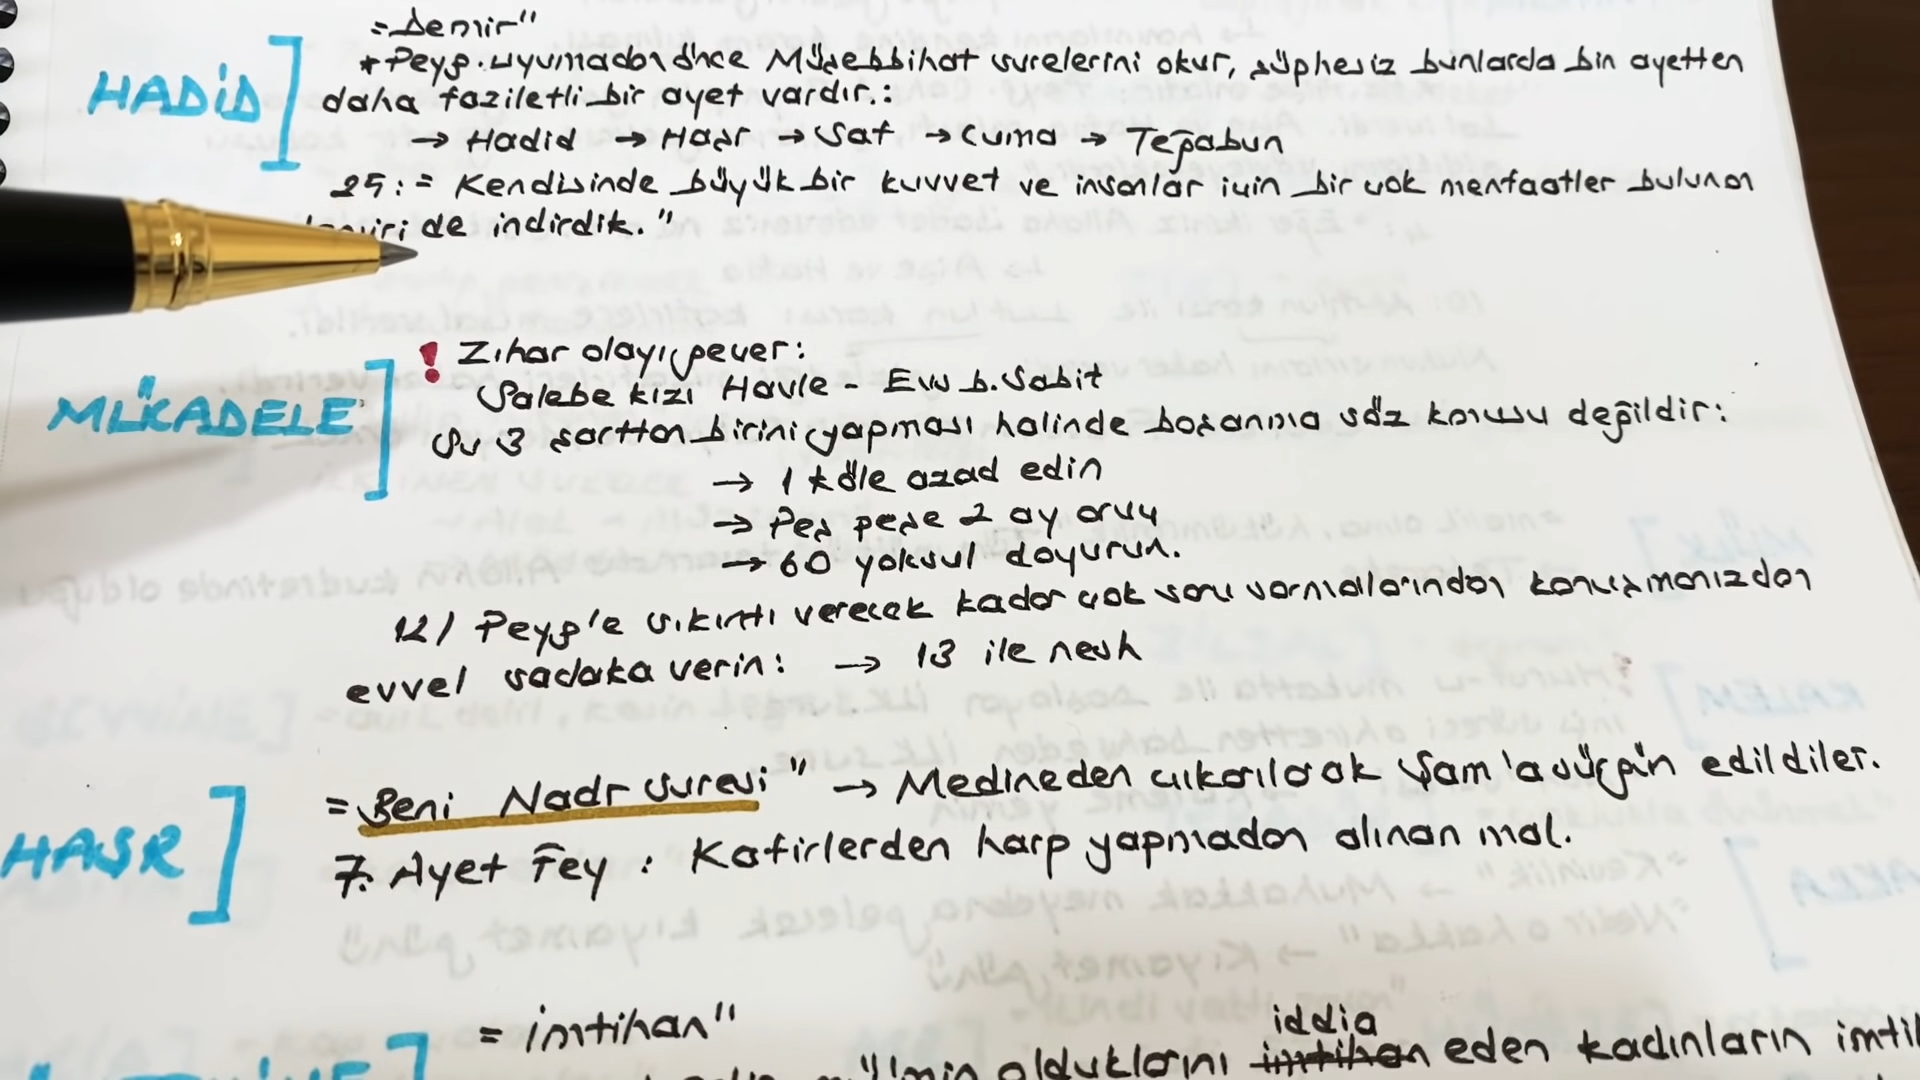 = Demir"
HADİD]
* Peyg. uyumadan önce Müsebbihat surelerini okur, şüphesiz bunlarda bin ayetten
daha faziletli bir ayet vardır.:
→ Hadid → Haşr → Saf → Cuma → Teğabun
25: = Kendisinde büyük bir kuvvet ve insanlar için bir çok menfaatler bulunan
de indirdik."
MÜCADELE]
! Zıhar olayı geçer:
Salebe kızı Havle - Evs b. Sabit
Şu 3 şarttan birini yapması halinde boşanma söz konusu değildir:
→ 1 köle azad edin
→ Peş peşe 2 ay oruç
→ 60 yoksul doyurun.
12/ Peyg'e sıkıntı verecek kadar çok soru sormalarından konuşmanızdan
evvel sadaka verin: → 13 ile nesh
HAŞR]
= Beni Nadr suresi" → Medineden çıkarılarak Şam'a sürgün edildiler.
7. Ayet Fey: Kafirlerden harp yapmadan alınan mal.
= imtihan"
iddia
olduklarını imtihan eden kadınların